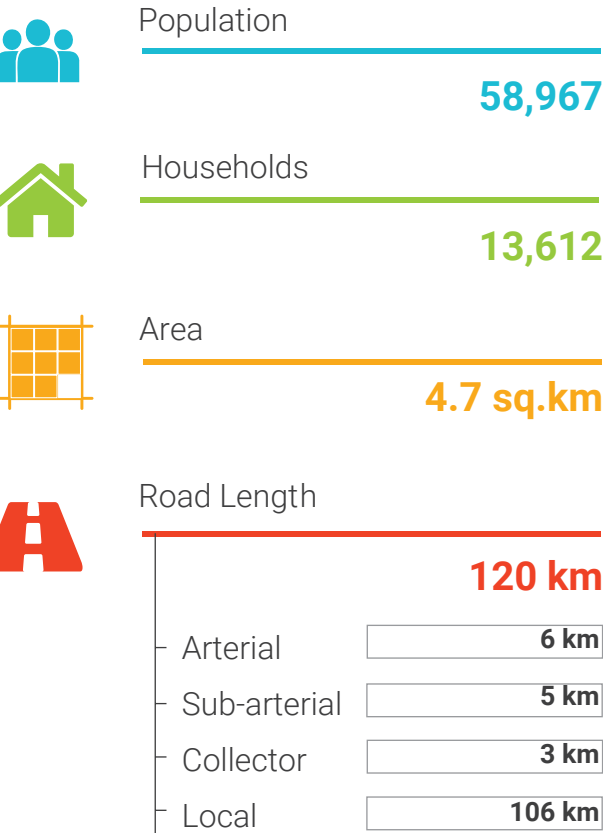 Population
58,967
Households
13,612
Area
4.7 sq.km
Road Length
120 km
Arterial 6 km
Sub-arterial 5 km
Collector 3 km
Local 106 km